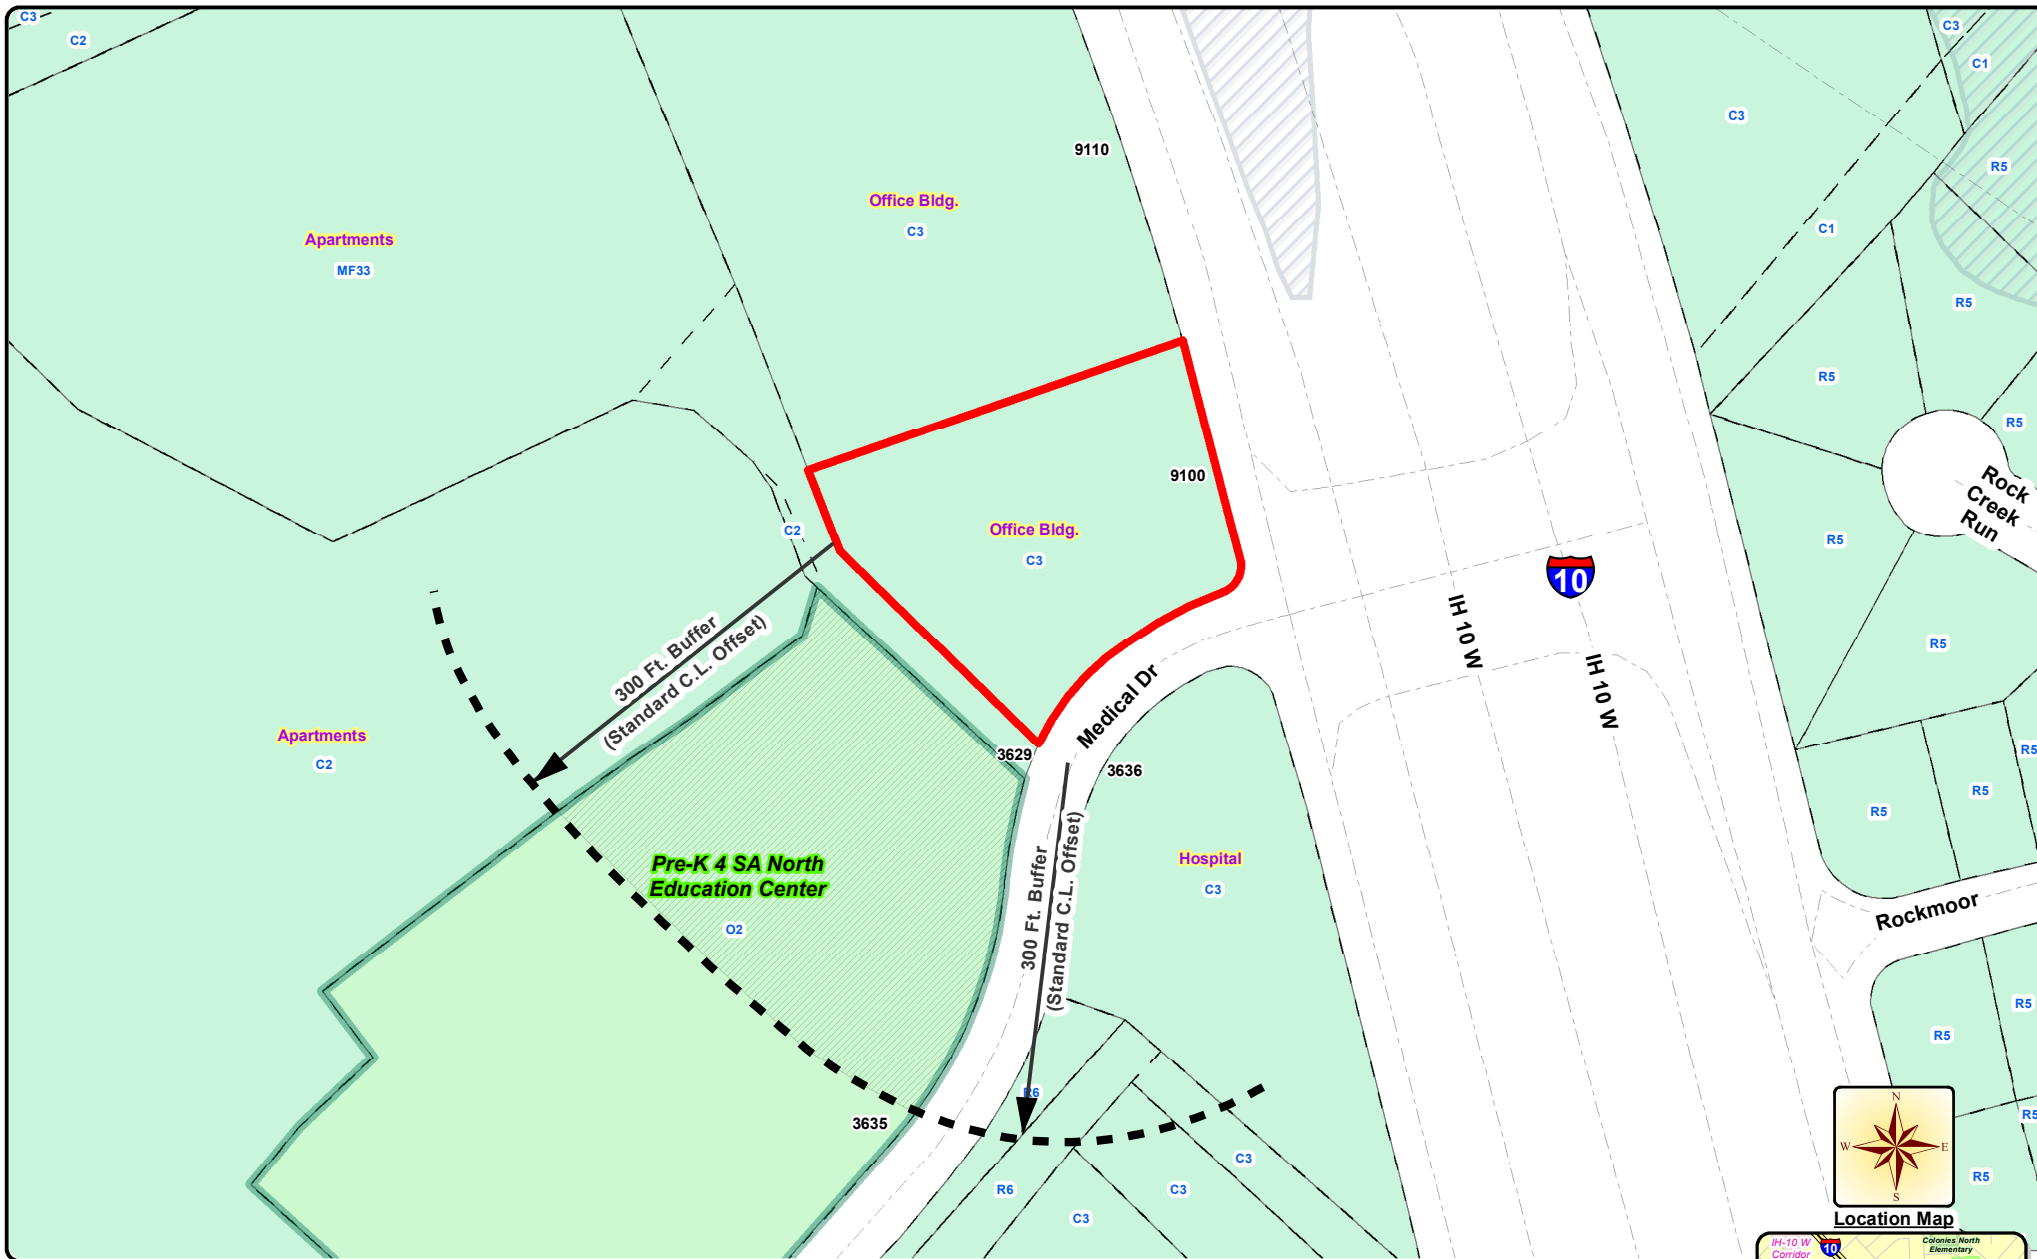 C3
C2
C3
C1
9110
C3
R5
Office Bldg.
C3
Apartments
MF33
C1
R5
R5
R5
9100
Rock
Creek
Run
Office Bldg.
C3
C2
R5
10
300 Ft. Buffer
(Standard C.L. Offset)
IH 10 W
IH 10 W
R5
Medical Dr
Apartments
C2
3629
3636
R5
R5
R5
Pre-K 4 SA North
Education Center
O2
300 Ft. Buffer
(Standard C.L. Offset)
Hospital
C3
Rockmoor
R5
R5
R6
3635
R5
N
W
E
S
R6
C3
C3
C3
R5
Location Map
IH-10 W
Corridor
10
Colonies North
Elementary